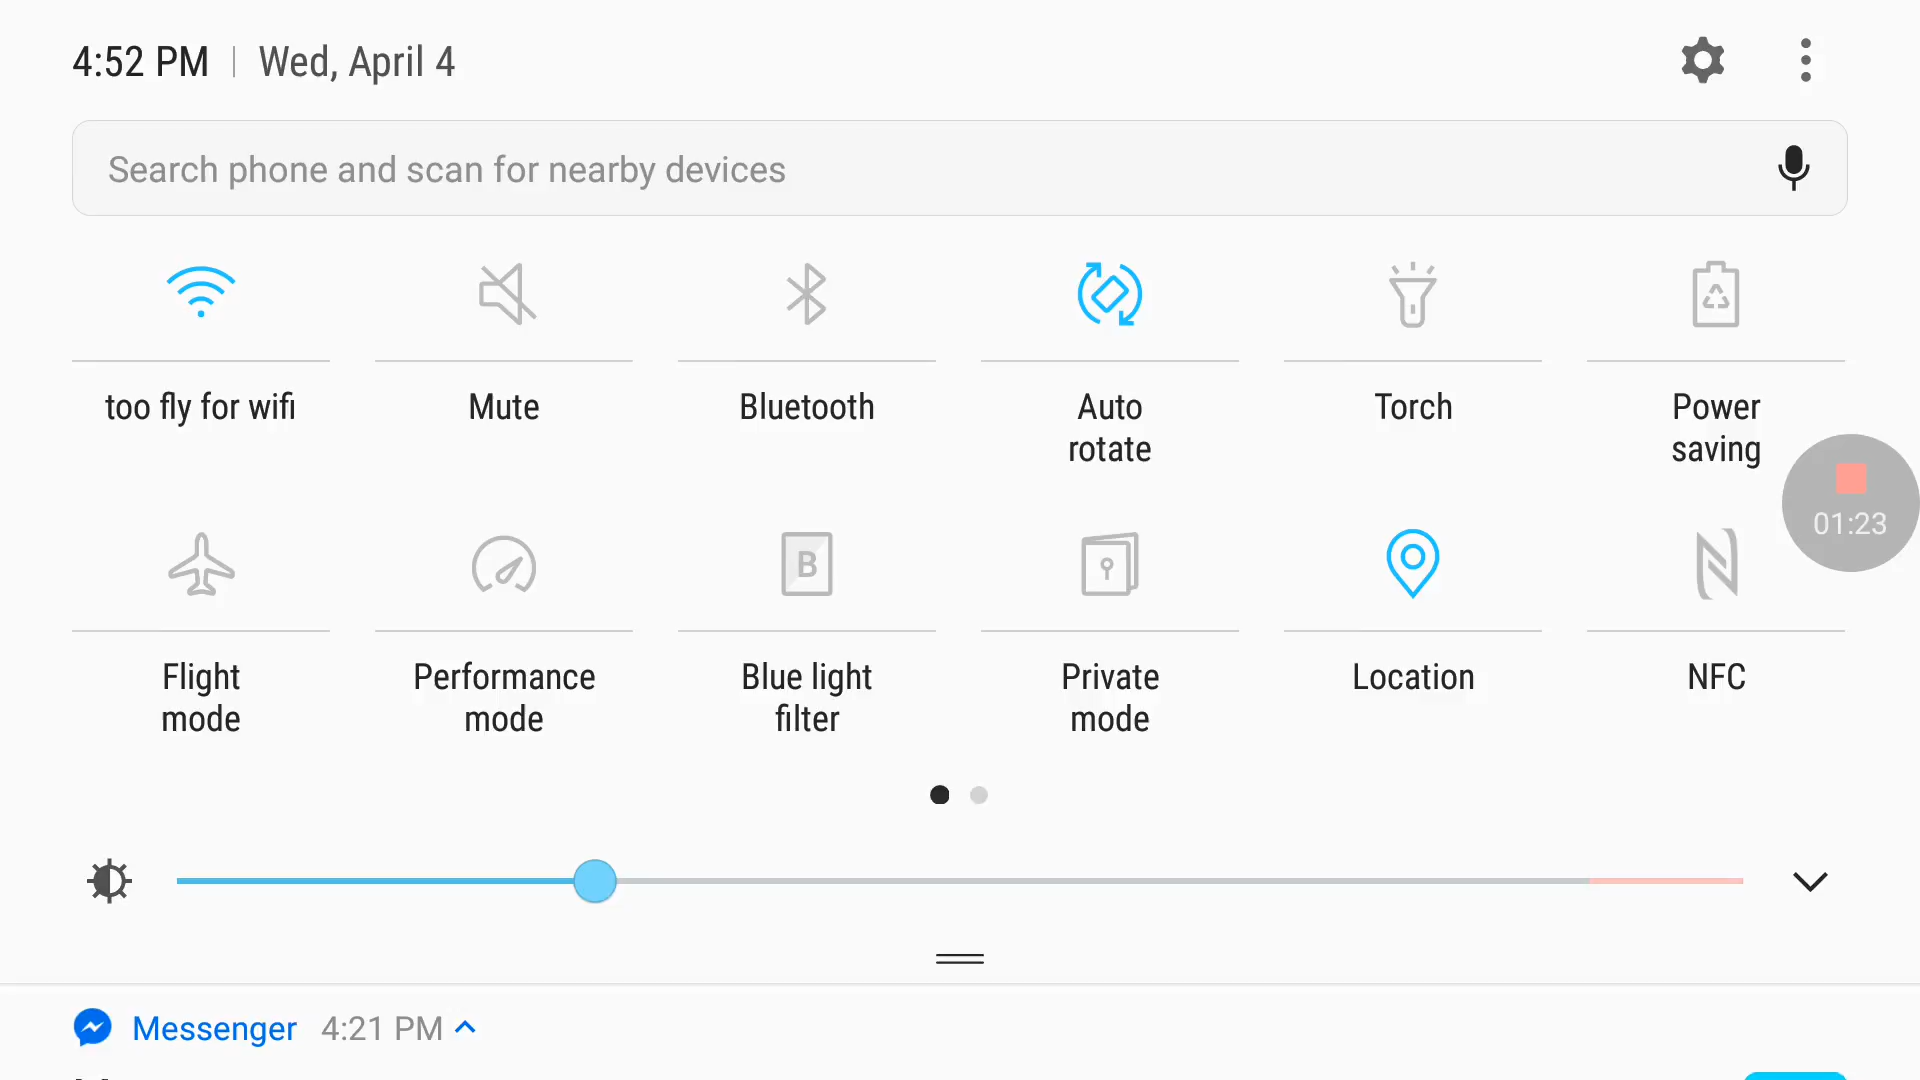 4:52 PM Wed, April 4
Search phone and scan for nearby devices
too fly for wifi
Mute
Bluetooth
Auto
rotate
Torch
Power
saving
01:23
B
Flight
mode
Performance
mode
Blue light
filter
Private
mode
Location
NFC
Messenger 4:21 PM